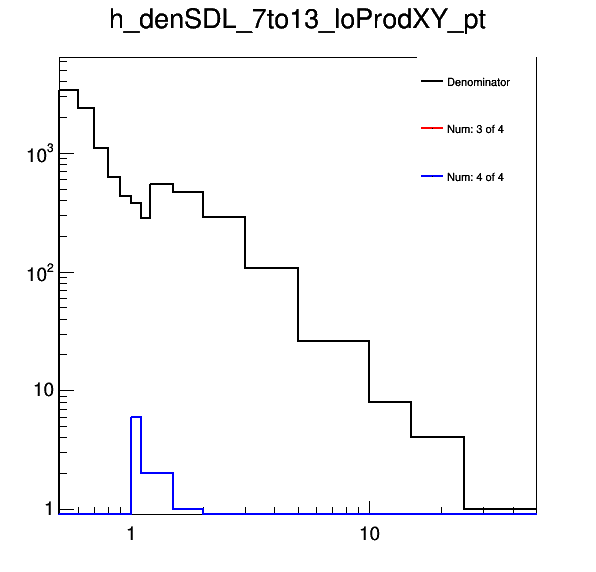 h_denSDL_7to13_loProdXY_pt
Denominator
Num: 3 of 4
Num: 4 of 4
10³
10²
10
1
1 10